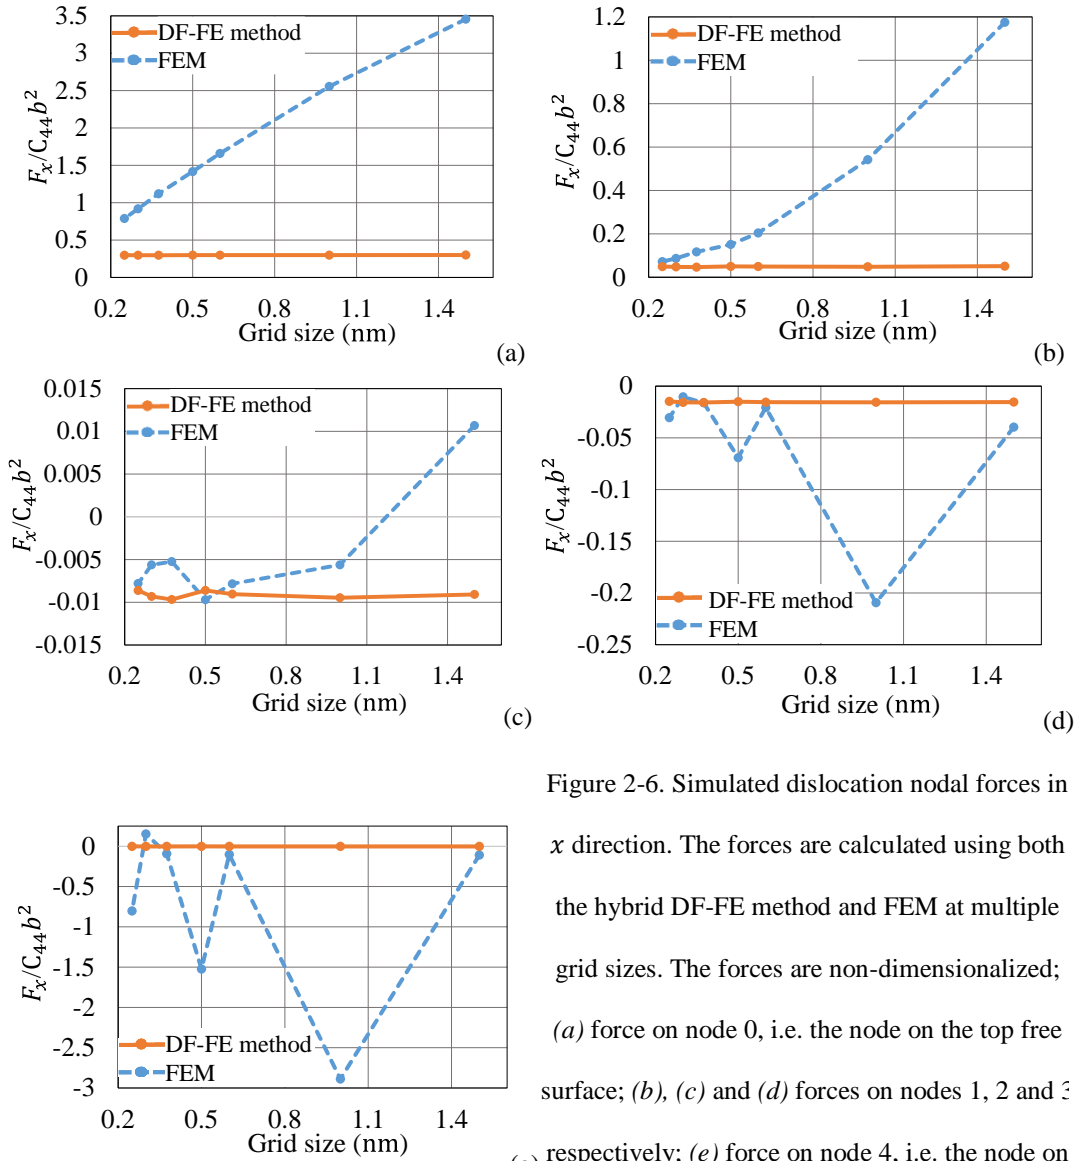 3.5
3
2.5
2
1.5
1
0.5
0
DF-FE method
FEM
F_x/C_44 b^2
0.2 0.5 0.8 1.1 1.4
Grid size (nm)
(a)
1.2
1
0.8
0.6
0.4
0.2
0
DF-FE method
FEM
F_x/C_44 b^2
0.2 0.5 0.8 1.1 1.4
Grid size (nm)
(b)
0.015
0.01
0.005
0
-0.005
-0.01
-0.015
DF-FE method
FEM
F_x/C_44 b^2
0.2 0.5 0.8 1.1 1.4
Grid size (nm)
(c)
0
-0.05
-0.1
-0.15
-0.2
-0.25
DF-FE method
FEM
F_x/C_44 b^2
0.2 0.5 0.8 1.1 1.4
Grid size (nm)
(d)
0
-0.5
-1
-1.5
-2
-2.5
-3
DF-FE method
FEM
F_x/C_44 b^2
0.2 0.5 0.8 1.1 1.4
Grid size (nm)
Figure 2-6. Simulated dislocation nodal forces in
x direction. The forces are calculated using both
the hybrid DF-FE method and FEM at multiple
grid sizes. The forces are non-dimensionalized;
(a) force on node 0, i.e. the node on the top free
surface; (b), (c) and (d) forces on nodes 1, 2 and 3
respectively; (e) force on node 4, i.e. the node on